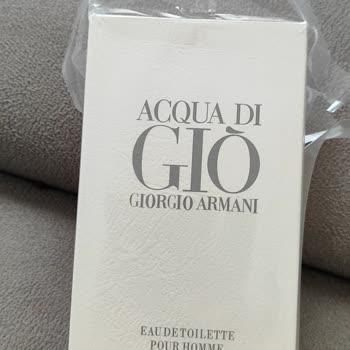 ACQUA DI
GIÒ
GIORGIO ARMANI
EAU DE TOILETTE
POUR HOMME